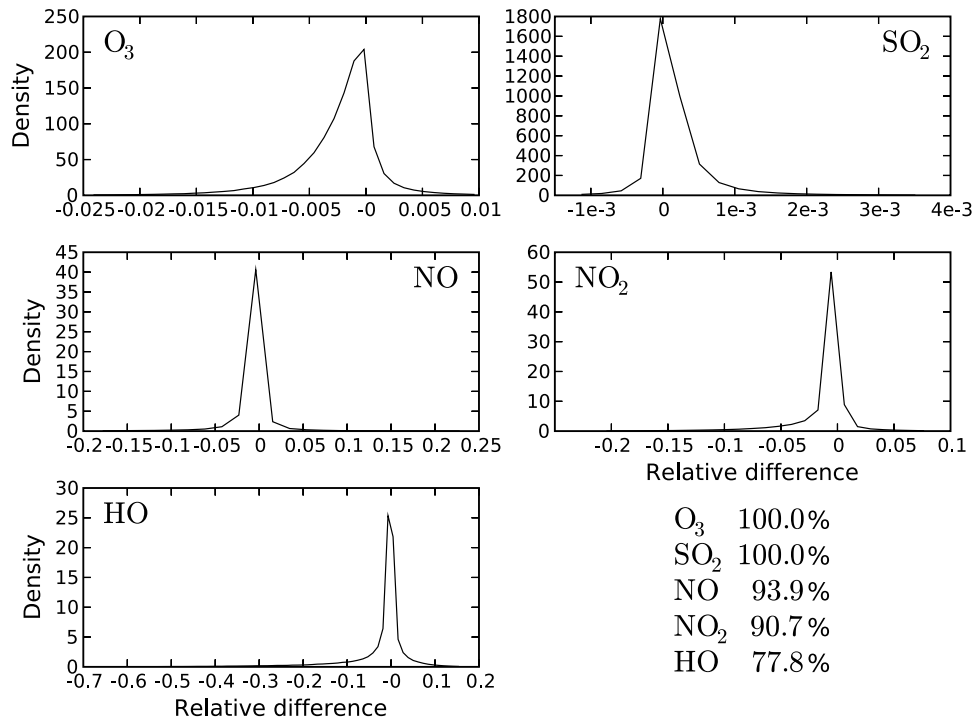 O₃
Density
250
200
150
100
50
0
-0.025 -0.02 -0.015 -0.01 -0.005 -0 0.005 0.01
SO₂
1800
1600
1400
1200
1000
800
600
400
200
0
-1e-3 0 1e-3 2e-3 3e-3 4e-3
NO
Density
45
40
35
30
25
20
15
10
5
0
-0.2 -0.15 -0.1 -0.05 0 0.05 0.1 0.15 0.2 0.25
NO₂
60
50
40
30
20
10
0
-0.2 -0.15 -0.1 -0.05 0 0.05 0.1
Relative difference
HO
Density
30
25
20
15
10
5
0
-0.7 -0.6 -0.5 -0.4 -0.3 -0.2 -0.1 -0 0.1 0.2
Relative difference
O₃ 100.0%
SO₂ 100.0%
NO 93.9%
NO₂ 90.7%
HO 77.8%